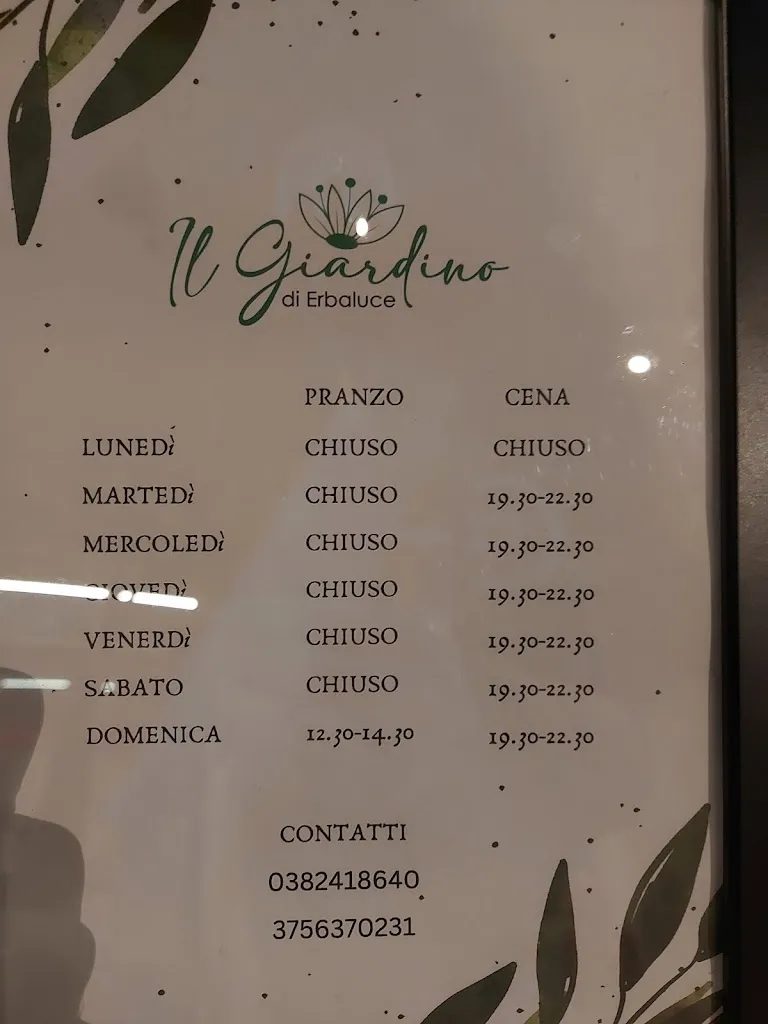 Il Giardino
di Erbaluce
PRANZO CENA
LUNEDì CHIUSO CHIUSO
MARTEDì CHIUSO 19.30-22.30
MERCOLEDì CHIUSO 19.30-22.30
GIOVEDì CHIUSO 19.30-22.30
VENERDì CHIUSO 19.30-22.30
SABATO CHIUSO 19.30-22.30
DOMENICA 12.30-14.30 19.30-22.30
CONTATTI
0382418640
3756370231